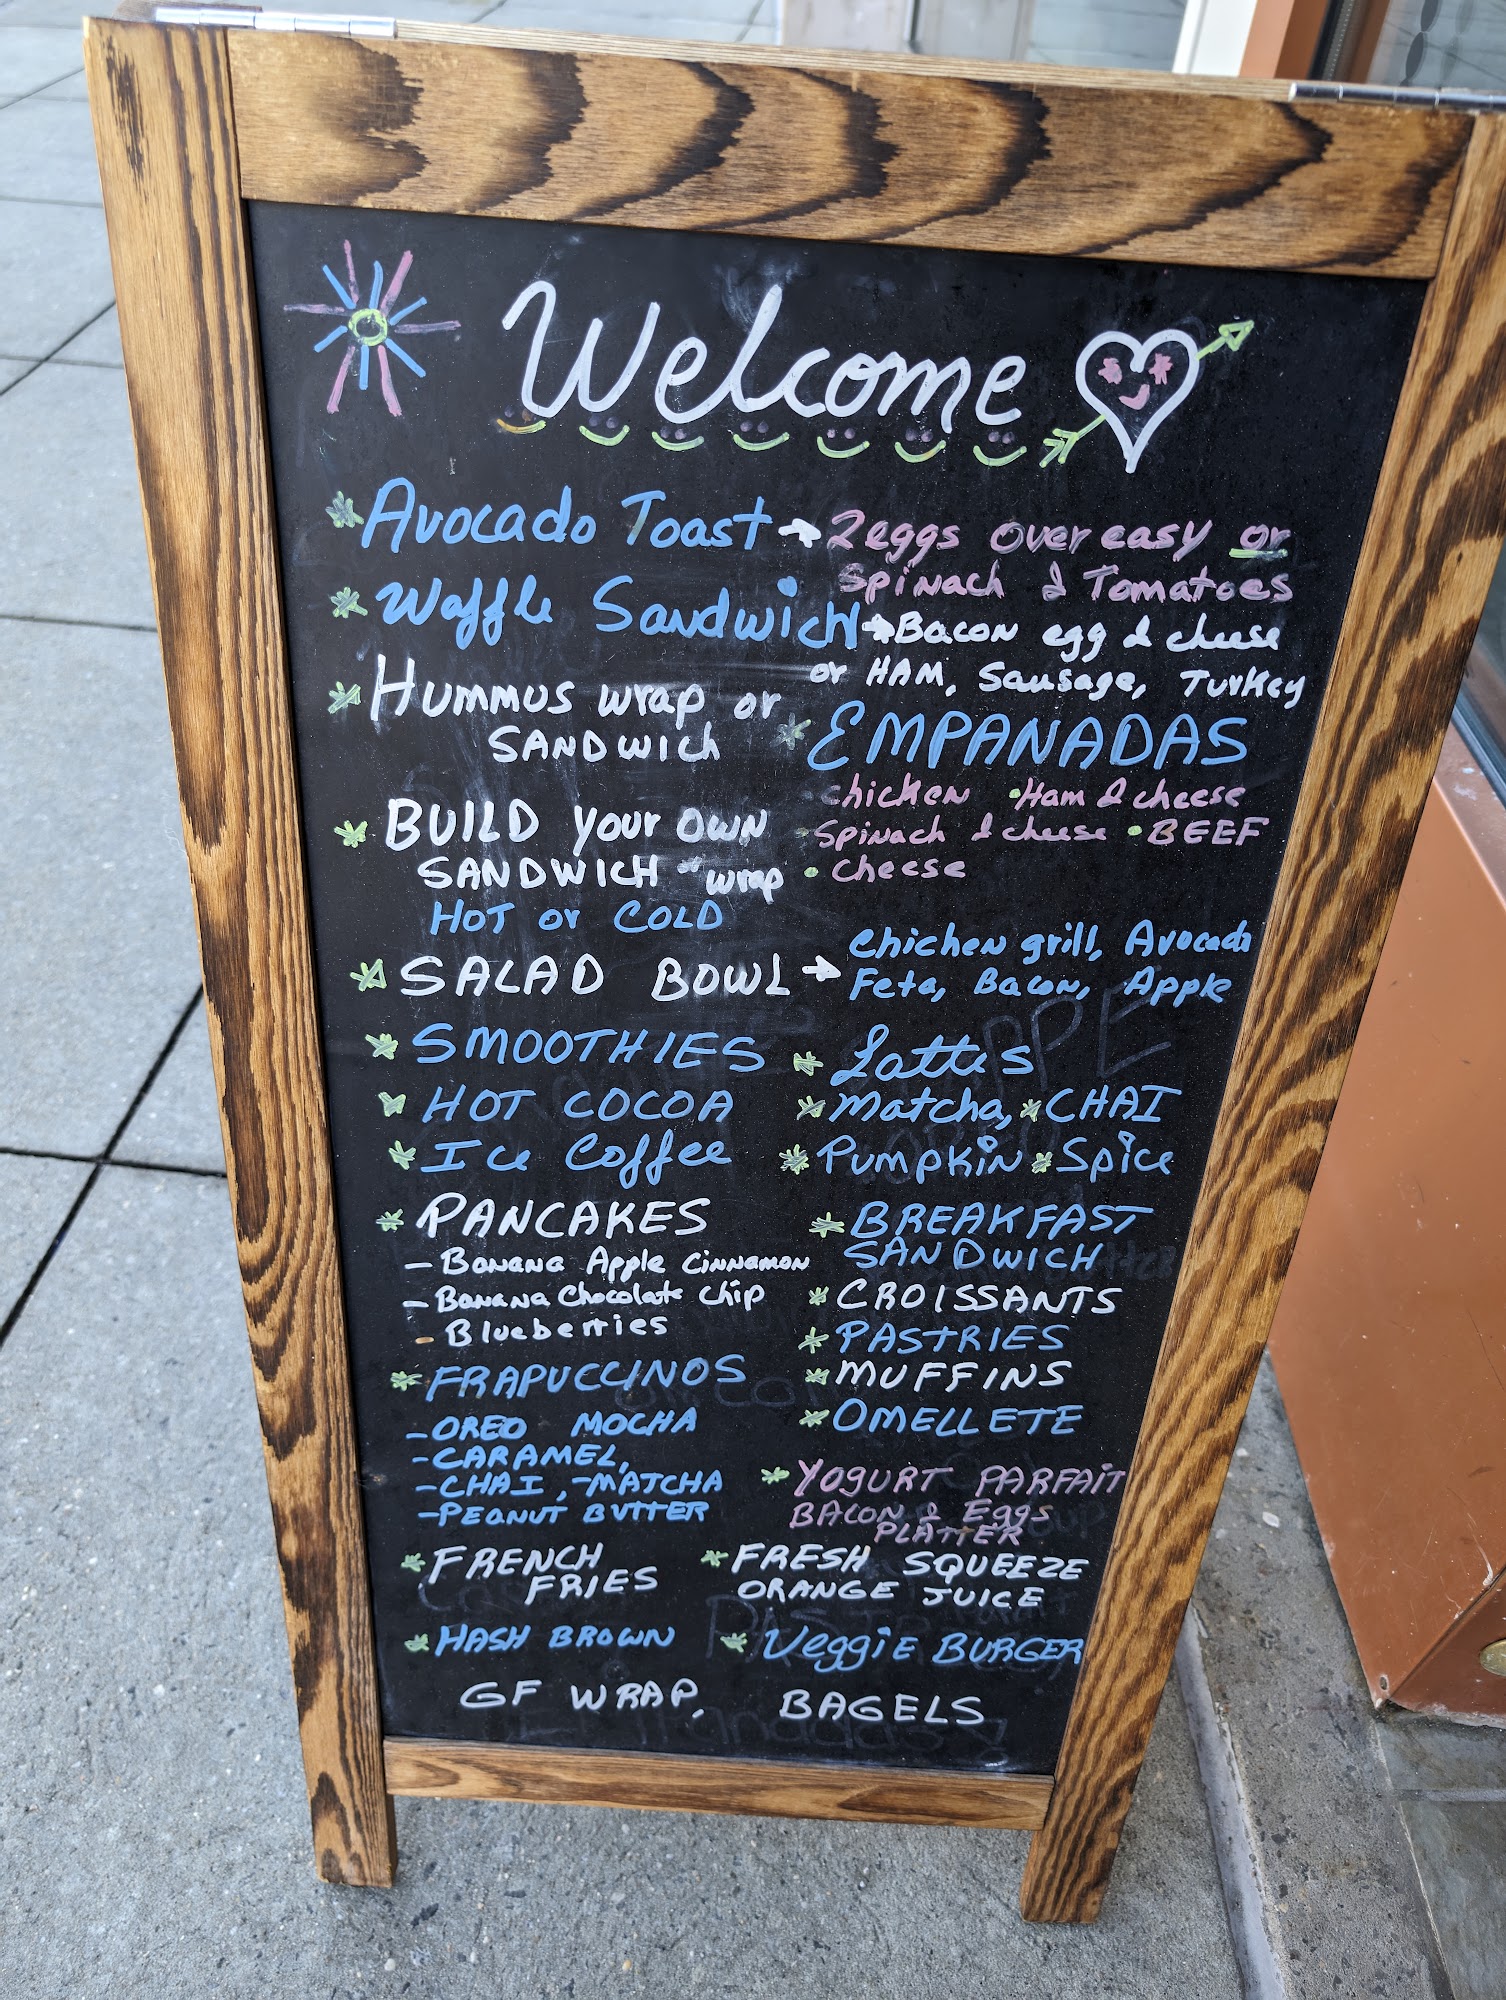 Welcome
Avocado Toast → 2 eggs over easy or
Spinach & Tomatoes
Waffle Sandwich → Bacon egg & cheese
or HAM, Sausage, Turkey
Hummus wrap or
SANDWich
EMPANADAS
chicken • Ham & cheese
• Spinach & cheese • BEEF
• cheese
BUILD your OWN
SANDWICH - wrap
HOT or COLD
SALAD BOWL → Chichen grill, Avocado
Feta, Bacon, Apple
SMOOTHIES
HOT COCOA
Ice Coffee
Lattes
Matcha, * CHAI
Pumpkin * Spice
PANCAKES
- Banana Apple Cinnamon
- Banana Chocolate chip
- Blueberries
BREAKFAST
SANDWICH
CROISSANTS
PASTRIES
MUFFINS
OMELLETE
FRAPUCCINOS
- OREO MOCHA
- CARAMEL,
- CHAI, - MATCHA
- PEANUT BUTTER
YOGURT PARFAIT
BACON & Eggs
PLATTER
FRENCH
FRIES
FRESH SQUEEZE
ORANGE JUICE
HASH BROWN
Veggie BURGER
GF WRAP, BAGELS